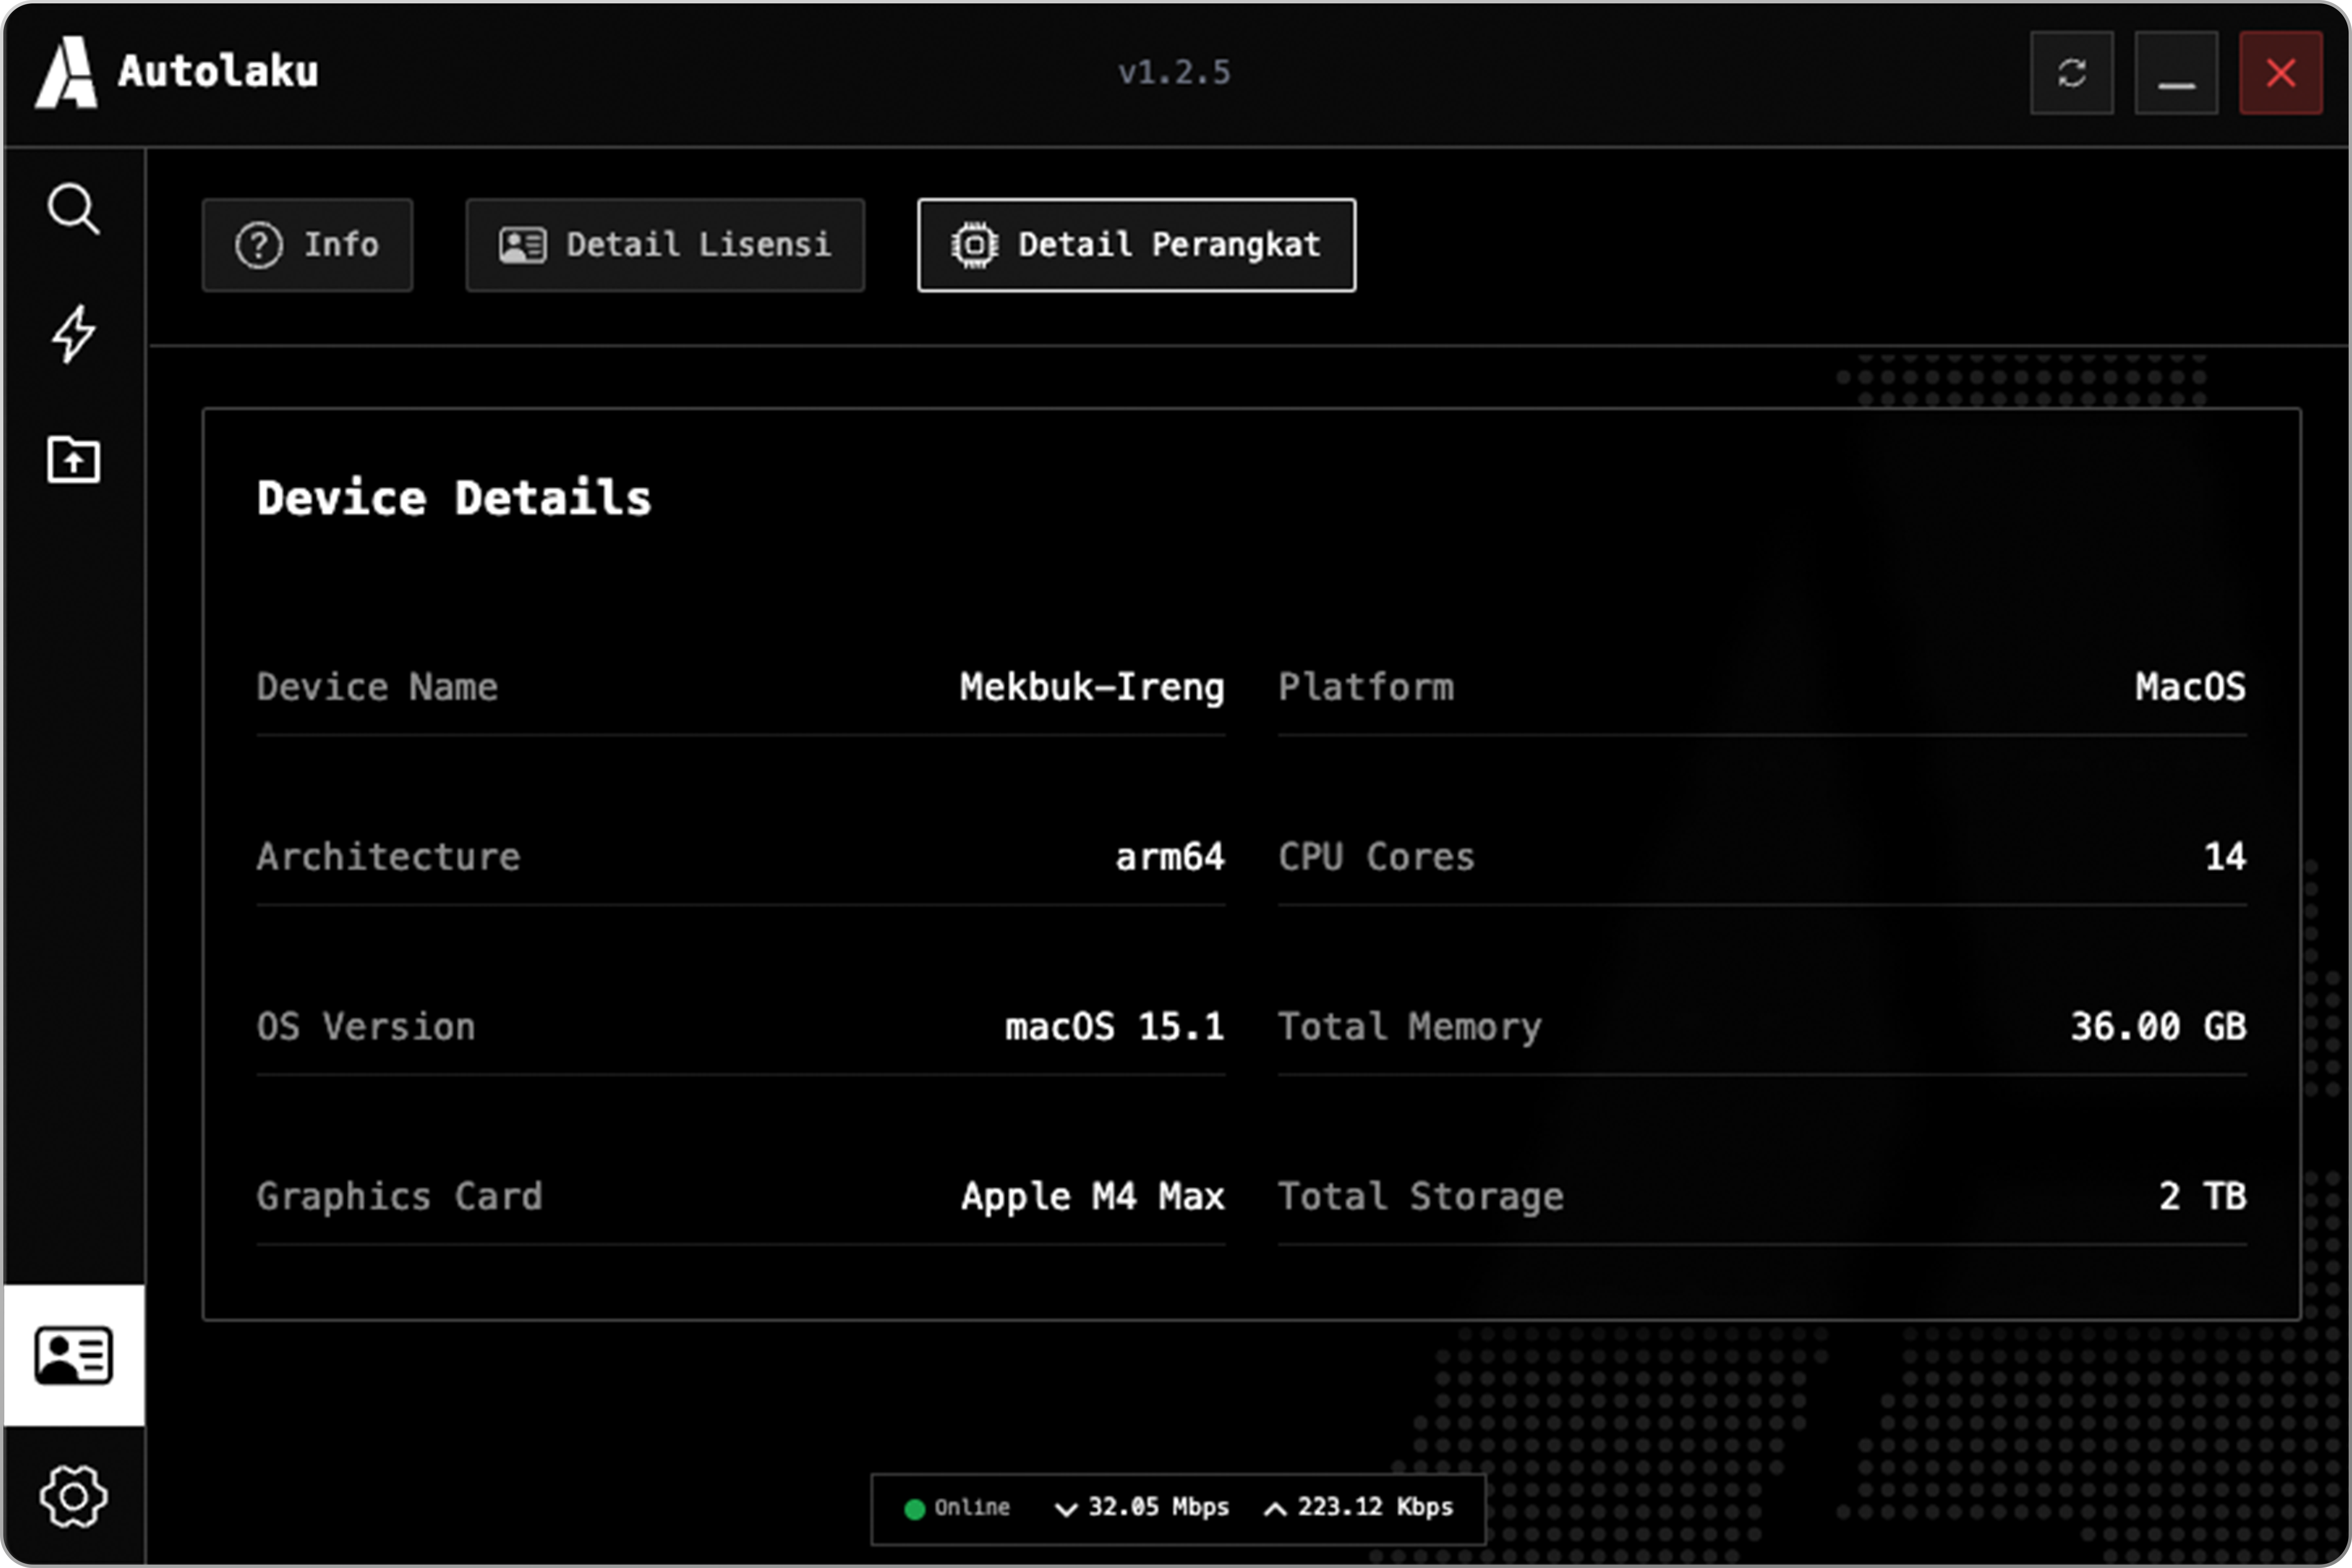 Autolaku
v1.2.5
Info
Detail Lisensi
Detail Perangkat
Device Details
Device Name Mekbuk-Ireng
Platform MacOS
Architecture arm64
CPU Cores 14
OS Version macOS 15.1
Total Memory 36.00 GB
Graphics Card Apple M4 Max
Total Storage 2 TB
Online 32.05 Mbps 223.12 Kbps